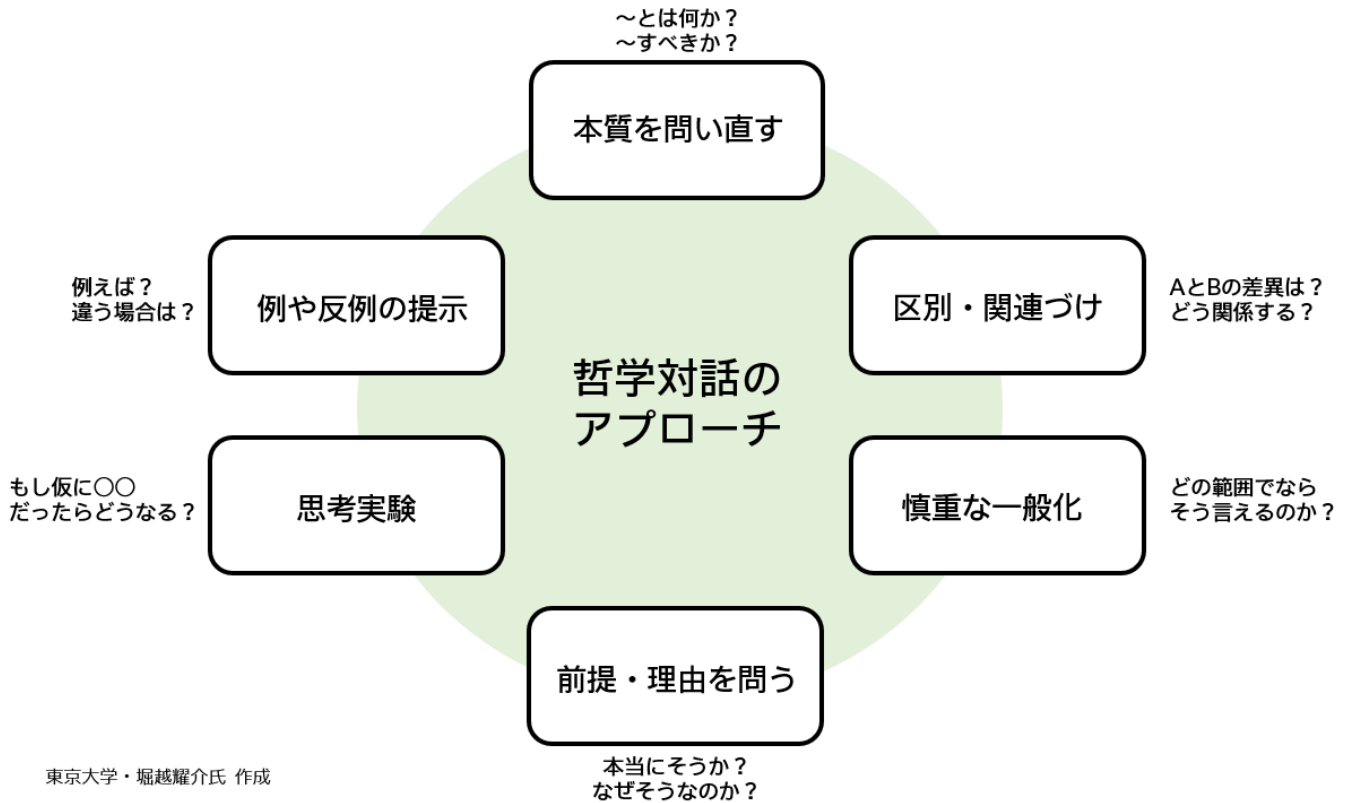 ～とは何か？
～すべきか？
本質を問い直す
例えば？
違う場合は？
例や反例の提示
区別・関連づけ
AとBの差異は？
どう関係する？
哲学対話の
アプローチ
もし仮に〇〇
だったらどうなる？
思考実験
慎重な一般化
どの範囲でなら
そう言えるのか？
前提・理由を問う
本当にそうか？
なぜそうなのか？
東京大学・堀越耀介氏 作成